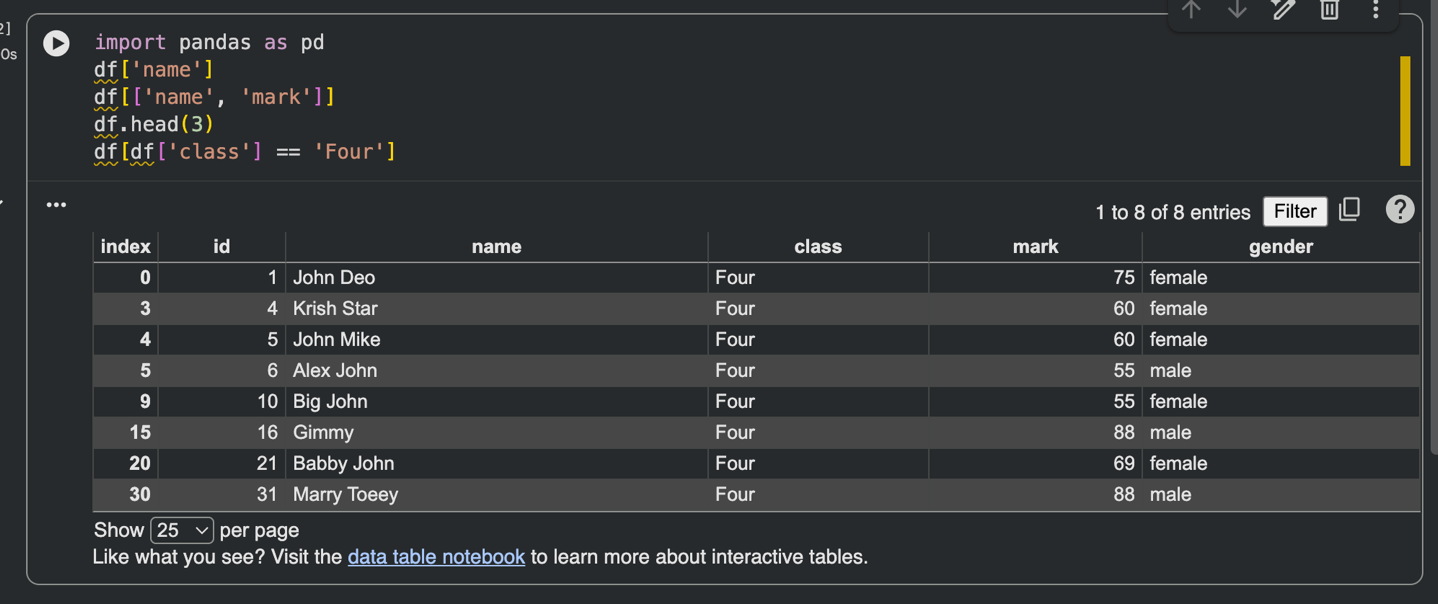 2]
0s
import pandas as pd
df['name']
df[['name', 'mark']]
df.head(3)
df[df['class'] == 'Four']
1 to 8 of 8 entries Filter ?
index id name class mark gender
0 1 John Deo Four 75 female
3 4 Krish Star Four 60 female
4 5 John Mike Four 60 female
5 6 Alex John Four 55 male
9 10 Big John Four 55 female
15 16 Gimmy Four 88 male
20 21 Babby John Four 69 female
30 31 Marry Toeey Four 88 male
Show 25 per page
Like what you see? Visit the data table notebook to learn more about interactive tables.